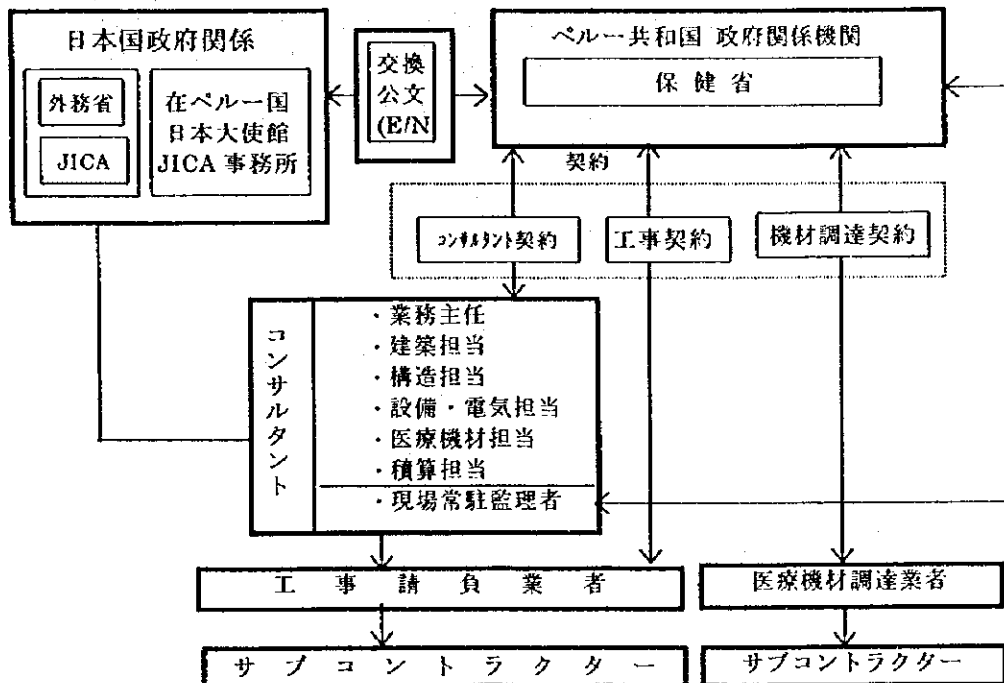 日本国政府関係
外務省
JICA
在ペルー国
日本大使館
JICA 事務所
交換
公文
(E/N
ペルー共和国 政府関係機関
保健省
契約
コンサルタント契約
工事契約
機材調達契約
コンサルタント
・業務主任
・建築担当
・構造担当
・設備・電気担当
・医療機材担当
・積算担当
・現場常駐監理者
工事請負業者
医療機材調達業者
サブコントラクター
サブコントラクター